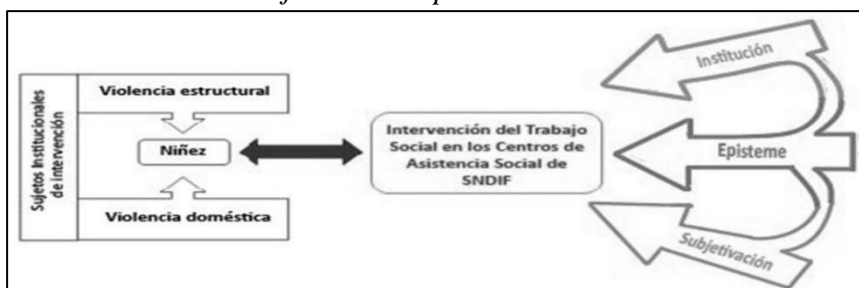 Sujetos Institucionales
de intervención
Violencia estructural
Niñez
Violencia doméstica
Intervención del Trabajo
Social en los Centros de
Asistencia Social de
SNDIF
Institución
Episteme
Subjetivación